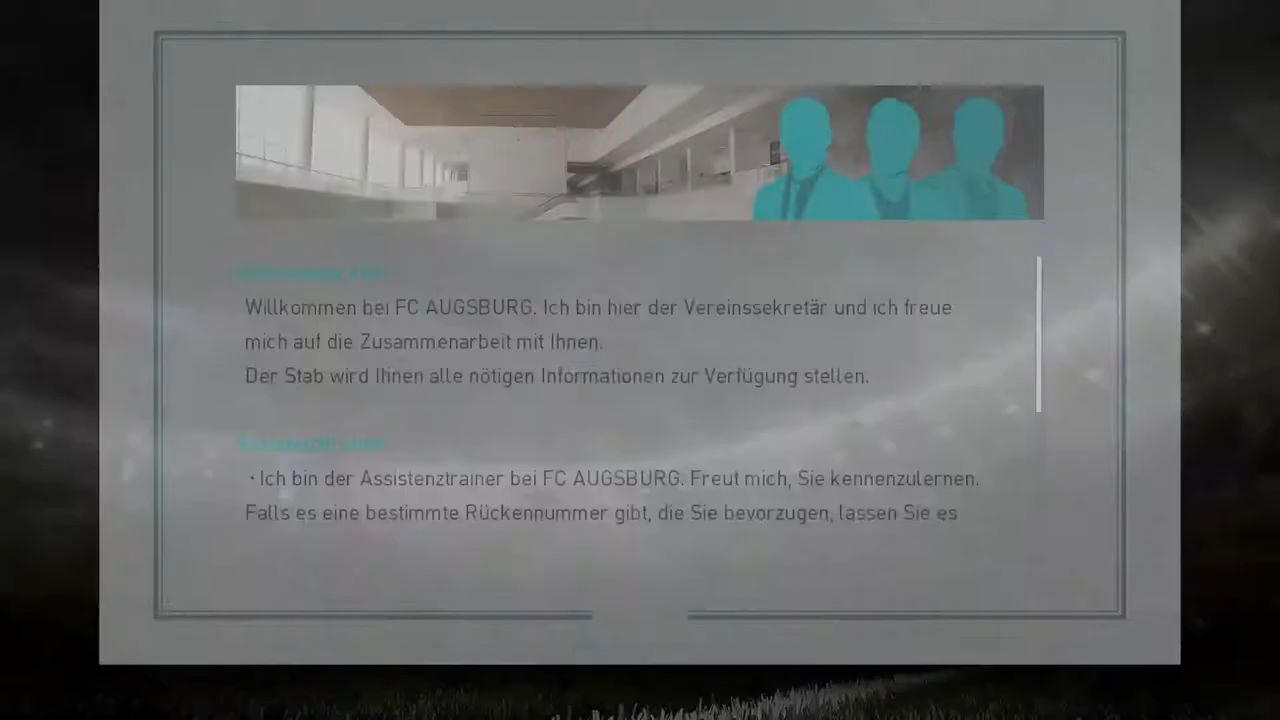 Willkommen bei FC AUGSBURG. Ich bin hier der Vereinssekretär und ich freue
mich auf die Zusammenarbeit mit Ihnen.
Der Stab wird Ihnen alle nötigen Informationen zur Verfügung stellen.
Assistenztrainer
· Ich bin der Assistenztrainer bei FC AUGSBURG. Freut mich, Sie kennenzulernen.
Falls es eine bestimmte Rückennummer gibt, die Sie bevorzugen, lassen Sie es